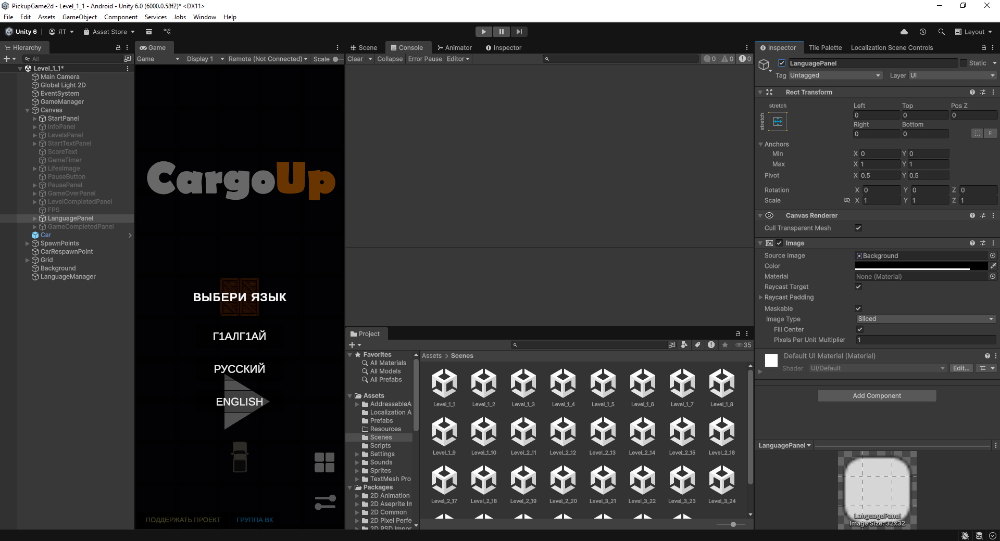 PickupGame2d - Level_1_1 - Android - Unity 6.0 (6000.0.58f2)* <DX11>
File Edit Assets GameObject Component Services Jobs Window Help
Unity 6 ЯТ Asset Store Layout
Hierarchy
All
Level_1_1*
Main Camera
Global Light 2D
EventSystem
GameManager
Canvas
StartPanel
InfoPanel
LevelsPanel
StartTextPanel
ScoreText
GameTimer
LifesImage
PauseButton
PausePanel
GameOverPanel
LevelCompletedPanel
FPS
LanguagePanel
GameCompletedPanel
Car
SpawnPoints
CarRespawnPoint
Grid
Background
LanguageManager
Game
Game Display 1 Remote (Not Connected) Scale
CargoUp
ВЫБЕРИ ЯЗЫК
Г1АЛГ1АЙ
РУССКИЙ
ENGLISH
ПОДДЕРЖАТЬ ПРОЕКТ ГРУППА ВК
Scene Console Animator Inspector
Clear Collapse Error Pause Editor 0 0 0
Project
35
Favorites
All Materials
All Models
All Prefabs
Assets
AddressableA
Localization A
Prefabs
Resources
Scenes
Scripts
Settings
Sounds
Sprites
TextMesh Pro
Packages
2D Animation
2D Aseprite Im
2D Common
2D Pixel Perfe
2D PSD Impor
Assets > Scenes
Level_1_1 Level_1_2 Level_1_3 Level_1_4 Level_1_5 Level_1_6 Level_1_7 Level_1_8
Level_1_9 Level_1_10 Level_2_11 Level_2_12 Level_2_13 Level_2_14 Level_2_15 Level_2_16
Level_2_17 Level_2_18 Level_2_19 Level_2_20 Level_3_21 Level_3_22 Level_3_23 Level_3_24
Inspector Tile Palette Localization Scene Controls
LanguagePanel Static
Tag Untagged Layer UI
Rect Transform
stretch
stretch
Left Top Pos Z
0 0 0
Right Bottom
0 0 R
Anchors
Min X 0 Y 0
Max X 1 Y 1
Pivot X 0.5 Y 0.5
Rotation X 0 Y 0 Z 0
Scale X 1 Y 1 Z 1
Canvas Renderer
Cull Transparent Mesh
Image
Source Image Background
Color
Material None (Material)
Raycast Target
Raycast Padding
Maskable
Image Type Sliced
Fill Center
Pixels Per Unit Multiplier 1
Default UI Material (Material)
Shader UI/Default Edit...
Add Component
LanguagePanel
LanguagePanel
Image Size: 32x32